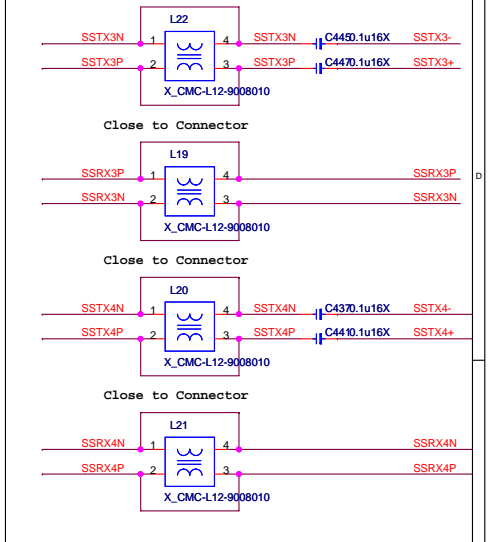 L22
SSTX3N 1 4 SSTX3N C445 0.1u16X SSTX3-
SSTX3P 2 3 SSTX3P C447 0.1u16X SSTX3+
X_CMC-L12-9008010
Close to Connector
L19
SSRX3P 1 4 SSRX3P
D
SSRX3N 2 3 SSRX3N
X_CMC-L12-9008010
Close to Connector
L20
SSTX4N 1 4 SSTX4N C437 0.1u16X SSTX4-
SSTX4P 2 3 SSTX4P C441 0.1u16X SSTX4+
X_CMC-L12-9008010
Close to Connector
L21
SSRX4N 1 4 SSRX4N
SSRX4P 2 3 SSRX4P
X_CMC-L12-9008010